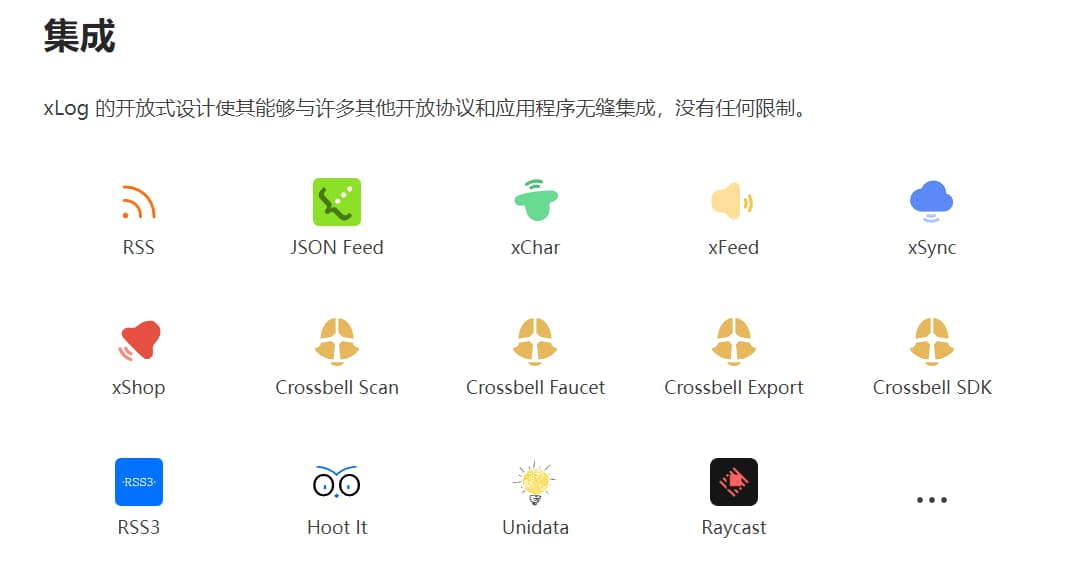 集成
xLog 的开放式设计使其能够与许多其他开放协议和应用程序无缝集成，没有任何限制。
RSS
JSON Feed
xChar
xFeed
xSync
xShop
Crossbell Scan
Crossbell Faucet
Crossbell Export
Crossbell SDK
·RSS3·
RSS3
Hoot It
Unidata
Raycast
...